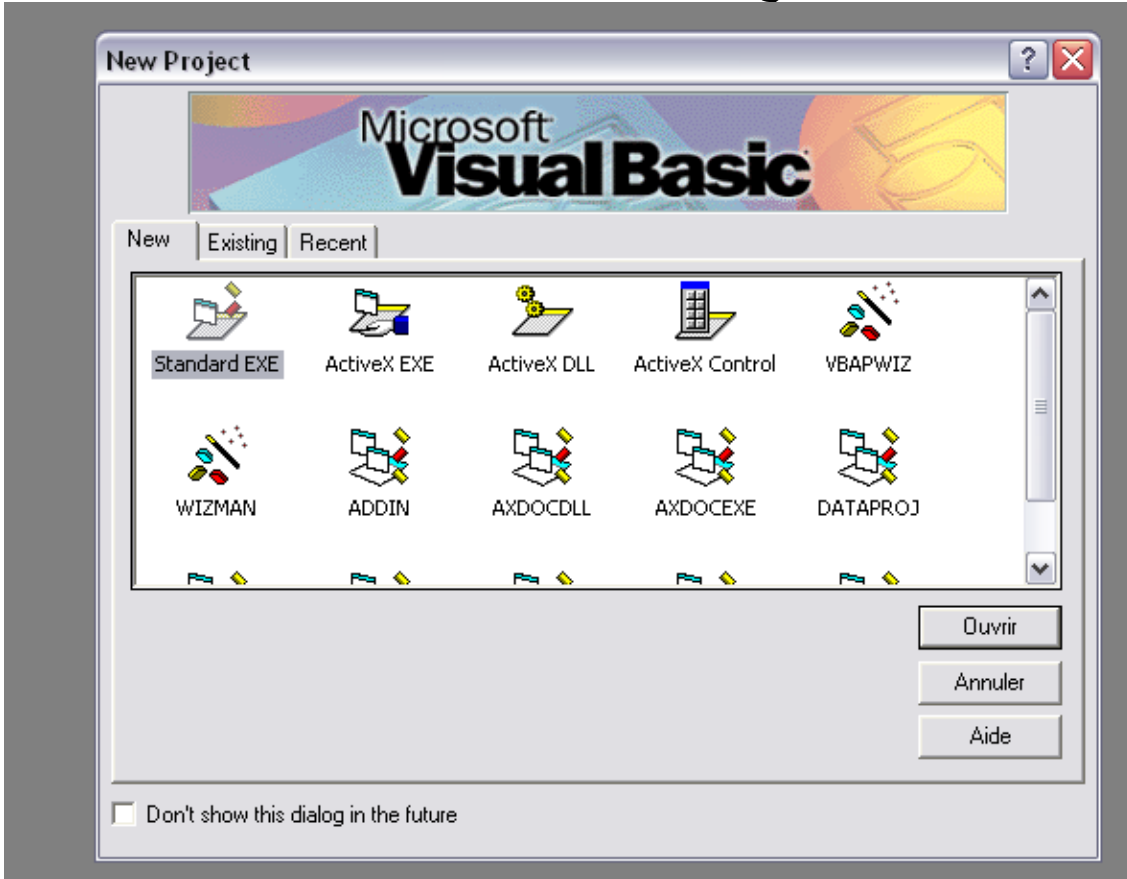 New Project
Microsoft
Visual Basic
New Existing Recent
Standard EXE ActiveX EXE ActiveX DLL ActiveX Control VBAPWIZ
WIZMAN ADDIN AXDOCDLL AXDOCEXE DATAPROJ
Ouvrir
Annuler
Aide
Don't show this dialog in the future